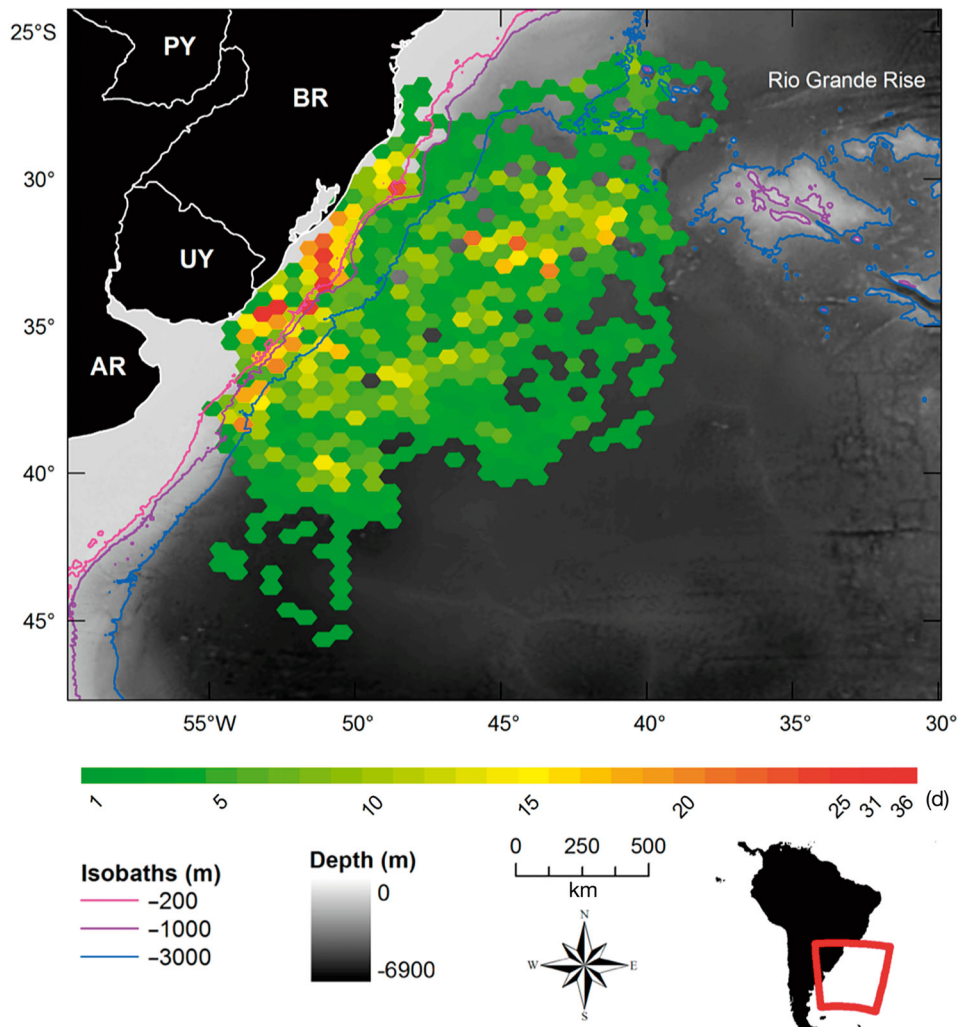 25°S
PY
BR
Rio Grande Rise
30°
UY
35°
AR
40°
45°
55°W 50° 45° 40° 35° 30°
1 5 10 15 20 25 31 36 (d)
Isobaths (m)
–200
–1000
–3000
Depth (m)
0
-6900
0 250 500
km
N
W E
S